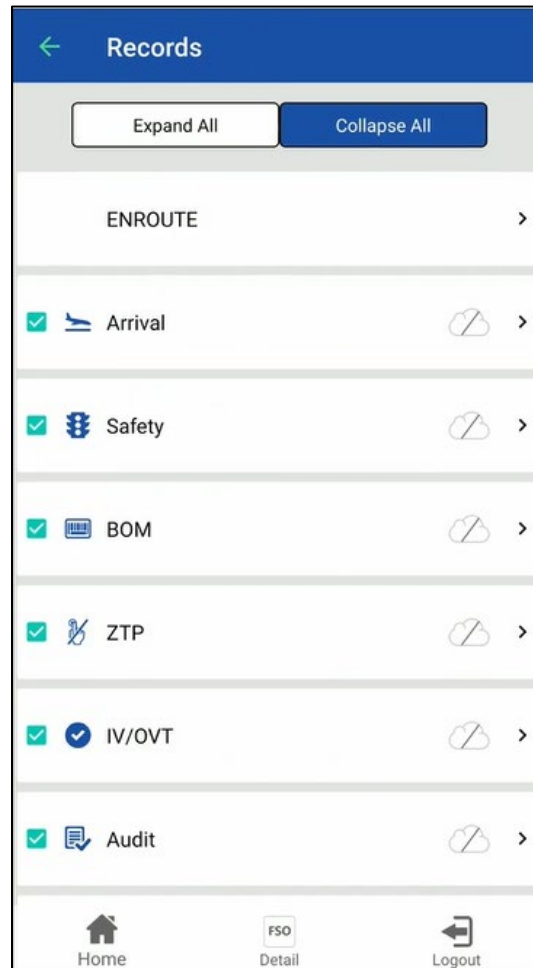 Records
Expand All
Collapse All
ENROUTE
Arrival
Safety
BOM
ZTP
IV/OVT
Audit
FSO
Home
Detail
Logout